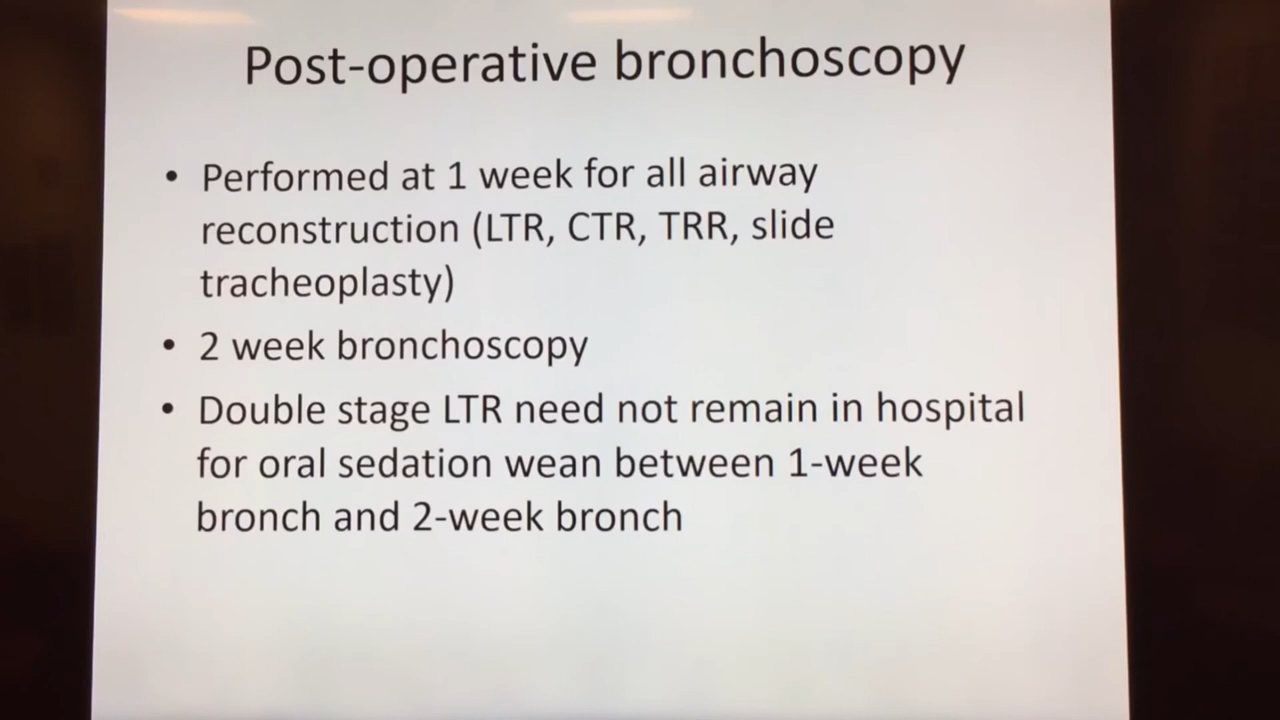 Post-operative bronchoscopy
• Performed at 1 week for all airway
reconstruction (LTR, CTR, TRR, slide
tracheoplasty)
• 2 week bronchoscopy
• Double stage LTR need not remain in hospital
for oral sedation wean between 1-week
bronch and 2-week bronch